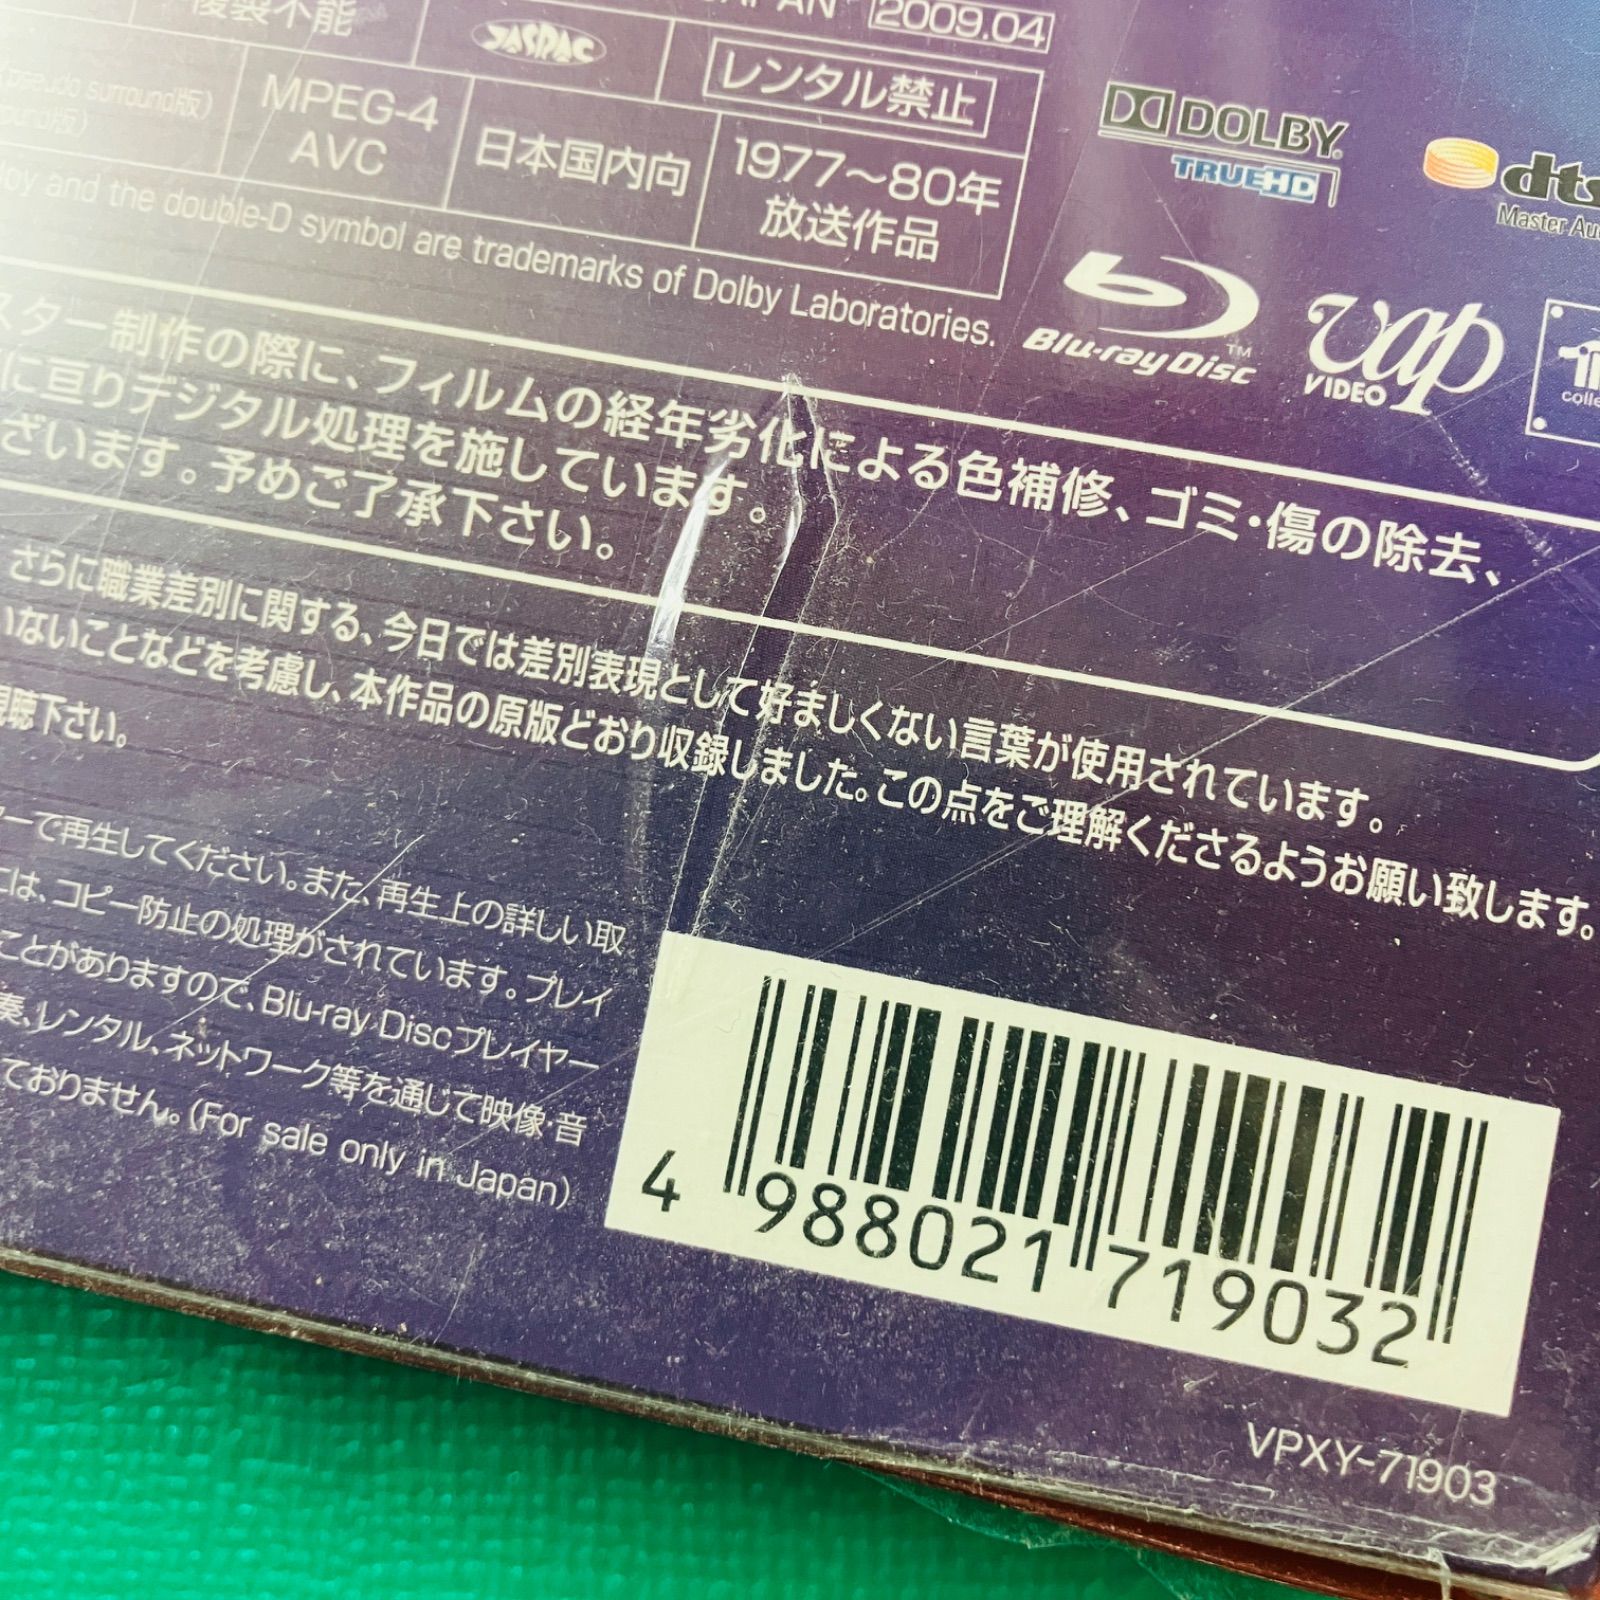 複製不能
JAPAN 2009.04
JASRAC
レンタル禁止
(pseudo surround版)
MPEG-4
AVC
日本国内向
1977〜80年
放送作品
DOLBY
TRUEHD
dts
Master Au
and the double-D symbol are trademarks of Dolby Laboratories.
Blu-ray Disc™
vap
VIDEO
スター制作の際に、フィルムの経年劣化による色補修、ゴミ・傷の除去、
に亘りデジタル処理を施しています。
ざいます。予めご了承下さい。
さらに職業差別に関する、今日では差別表現として好ましくない言葉が使用されています。
いないことなどを考慮し、本作品の原版どおり収録しました。この点をご理解くださるようお願い致します。
視聴下さい。
ーで再生してください。また、再生上の詳しい取
には、コピー防止の処理がされています。プレイ
ことがありますので、Blu-ray Discプレイヤー
奏、レンタル、ネットワーク等を通じて映像・音
ておりません。(For sale only in Japan)
4 988021 719032
VPXY-71903